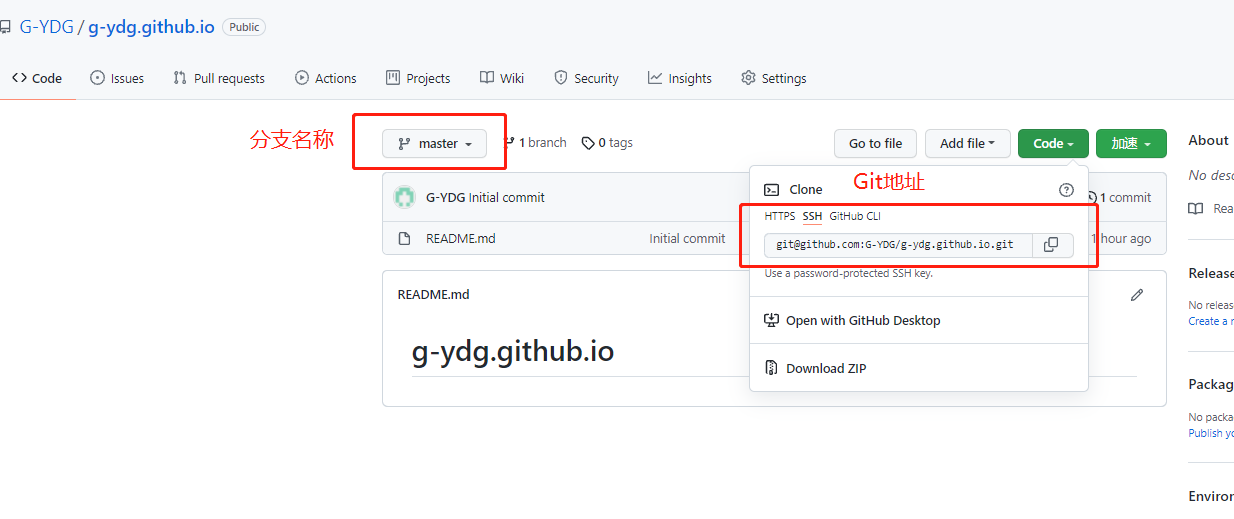 G-YDG / g-ydg.github.io Public
Code Issues Pull requests Actions Projects Wiki Security Insights Settings
分支名称
master 1 branch 0 tags Go to file Add file Code 加速
About
Clone Git地址
No desc
G-YDG Initial commit 1 commit
HTTPS SSH GitHub CLI
Rea
README.md Initial commit 1 hour ago
git@github.com:G-YDG/g-ydg.github.io.git
Use a password-protected SSH key.
Release
README.md
No releas
Create a r
Open with GitHub Desktop
g-ydg.github.io
Download ZIP
Packag
No packa
Publish yo
Environ